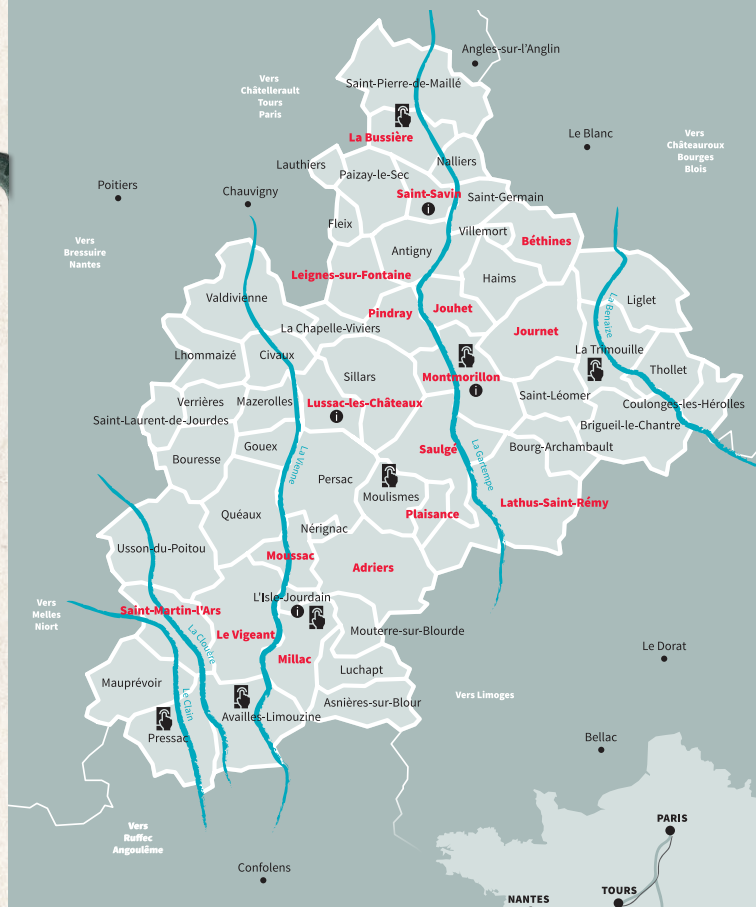 Angles-sur-l'Anglin
Saint-Pierre-de-Maillé
Vers
Châtellerault
Tours
Paris
La Bussière
Le Blanc
Vers
Châteauroux
Bourges
Blois
Lauthiers
Nalliers
Paizay-le-Sec
Poitiers
Chauvigny
Saint-Savin
Saint-Germain
Fleix
Villemort
Béthines
Vers
Bressuire
Nantes
Antigny
Leignes-sur-Fontaine
Haims
Valdivienne
Liglet
La Benaize
Pindray
Jouhet
La Chapelle-Viviers
Journet
Lhommaizé
Civaux
La Trimouille
Sillars
Montmorillon
Thollet
Verrières
Mazerolles
Lussac-les-Châteaux
Saint-Léomer
Coulonges-les-Hérolles
Saint-Laurent-de-Jourdes
Brigueil-le-Chantre
Gouex
Saulgé
Bourg-Archambault
Bouresse
La Vienne
La Gartempe
Persac
Moulismes
Lathus-Saint-Rémy
Quéaux
Plaisance
Nérignac
Usson-du-Poitou
Moussac
Adriers
L'Isle-Jourdain
Vers
Melles
Niort
Saint-Martin-l'Ars
Le Vigeant
Mouterre-sur-Blourde
La Clouère
Le Dorat
Millac
Luchapt
Mauprévoir
Le Clain
Vers Limoges
Asnières-sur-Blour
Availles-Limouzine
Pressac
Bellac
Vers
Ruffec
Angoulême
PARIS
Confolens
TOURS
NANTES